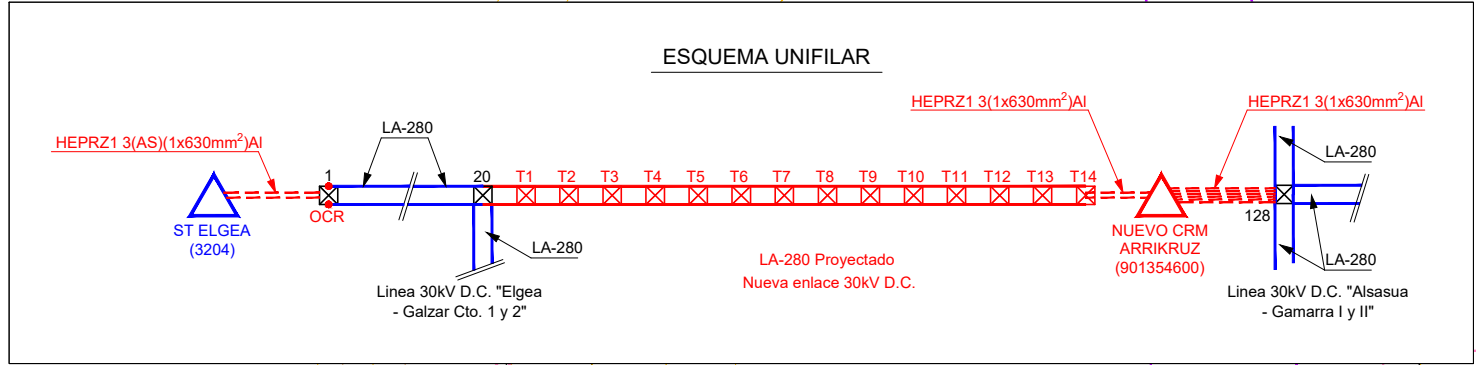 ESQUEMA UNIFILAR
HEPRZ1 3(AS)(1x630mm²)Al
LA-280
HEPRZ1 3(1x630mm²)Al
HEPRZ1 3(1x630mm²)Al
LA-280
1
20
T1
T2
T3
T4
T5
T6
T7
T8
T9
T10
T11
T12
T13
T14
OCR
128
ST ELGEA
(3204)
LA-280
NUEVO CRM
ARRIKRUZ
(901354600)
LA-280
LA-280 Proyectado
Nueva enlace 30kV D.C.
Linea 30kV D.C. "Elgea
- Galzar Cto. 1 y 2"
Linea 30kV D.C. "Alsasua
- Gamarra I y II"